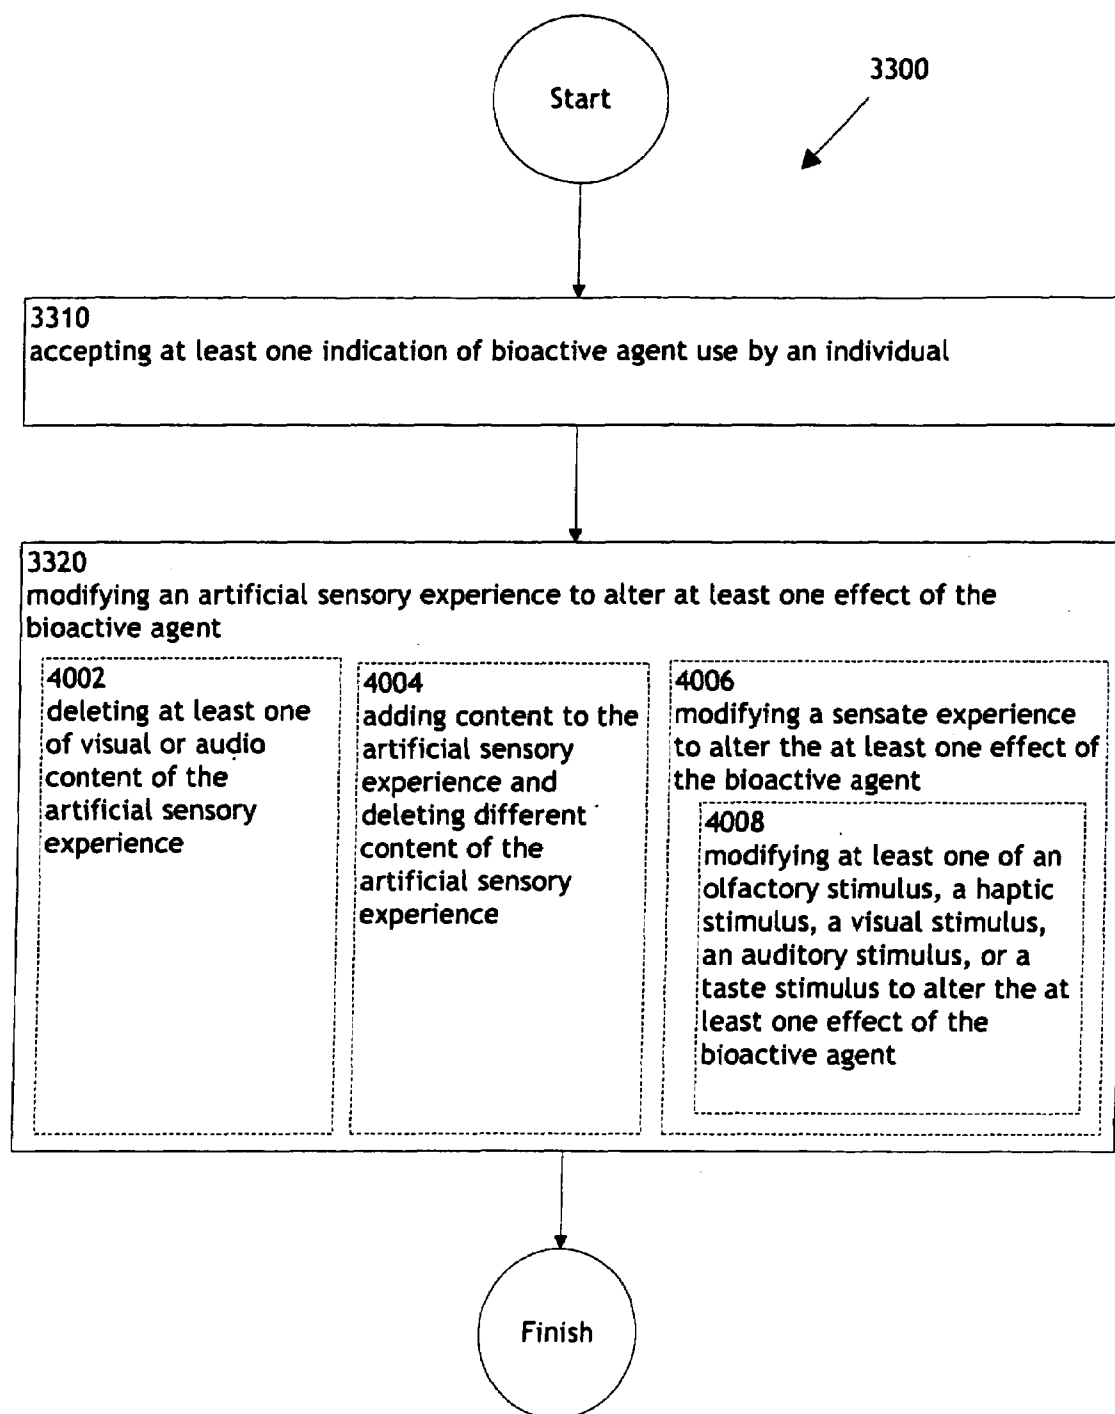 Start
3300
3310
accepting at least one indication of bioactive agent use by an individual
3320
modifying an artificial sensory experience to alter at least one effect of the
bioactive agent
4002
deleting at least one
of visual or audio
content of the
artificial sensory
experience
4004
adding content to the
artificial sensory
experience and
deleting different
content of the
artificial sensory
experience
4006
modifying a sensate experience
to alter the at least one effect of
the bioactive agent
4008
modifying at least one of an
olfactory stimulus, a haptic
stimulus, a visual stimulus,
an auditory stimulus, or a
taste stimulus to alter the at
least one effect of the
bioactive agent
Finish